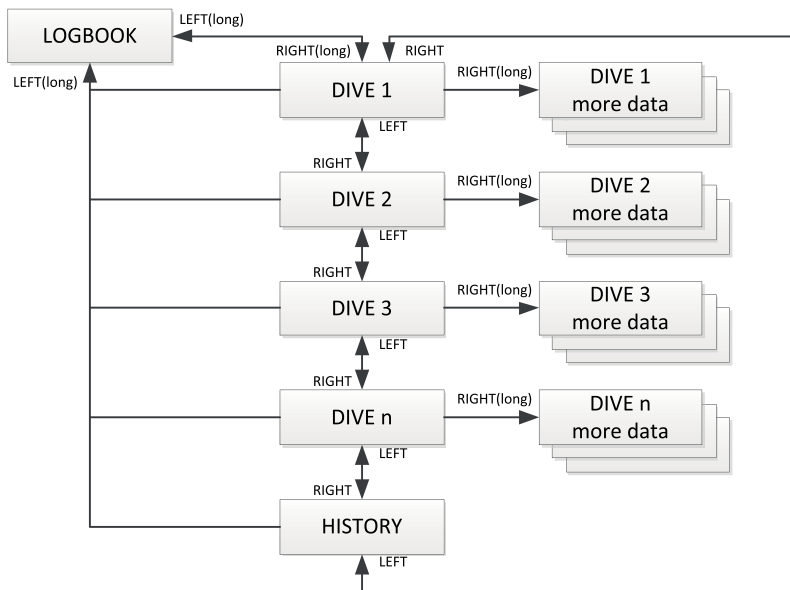 LOGBOOK
LEFT(long)
RIGHT(long)
RIGHT
LEFT(long)
DIVE 1
RIGHT(long)
DIVE 1
more data
LEFT
RIGHT
DIVE 2
RIGHT(long)
DIVE 2
more data
LEFT
RIGHT
DIVE 3
RIGHT(long)
DIVE 3
more data
LEFT
RIGHT
DIVE n
RIGHT(long)
DIVE n
more data
LEFT
RIGHT
HISTORY
LEFT